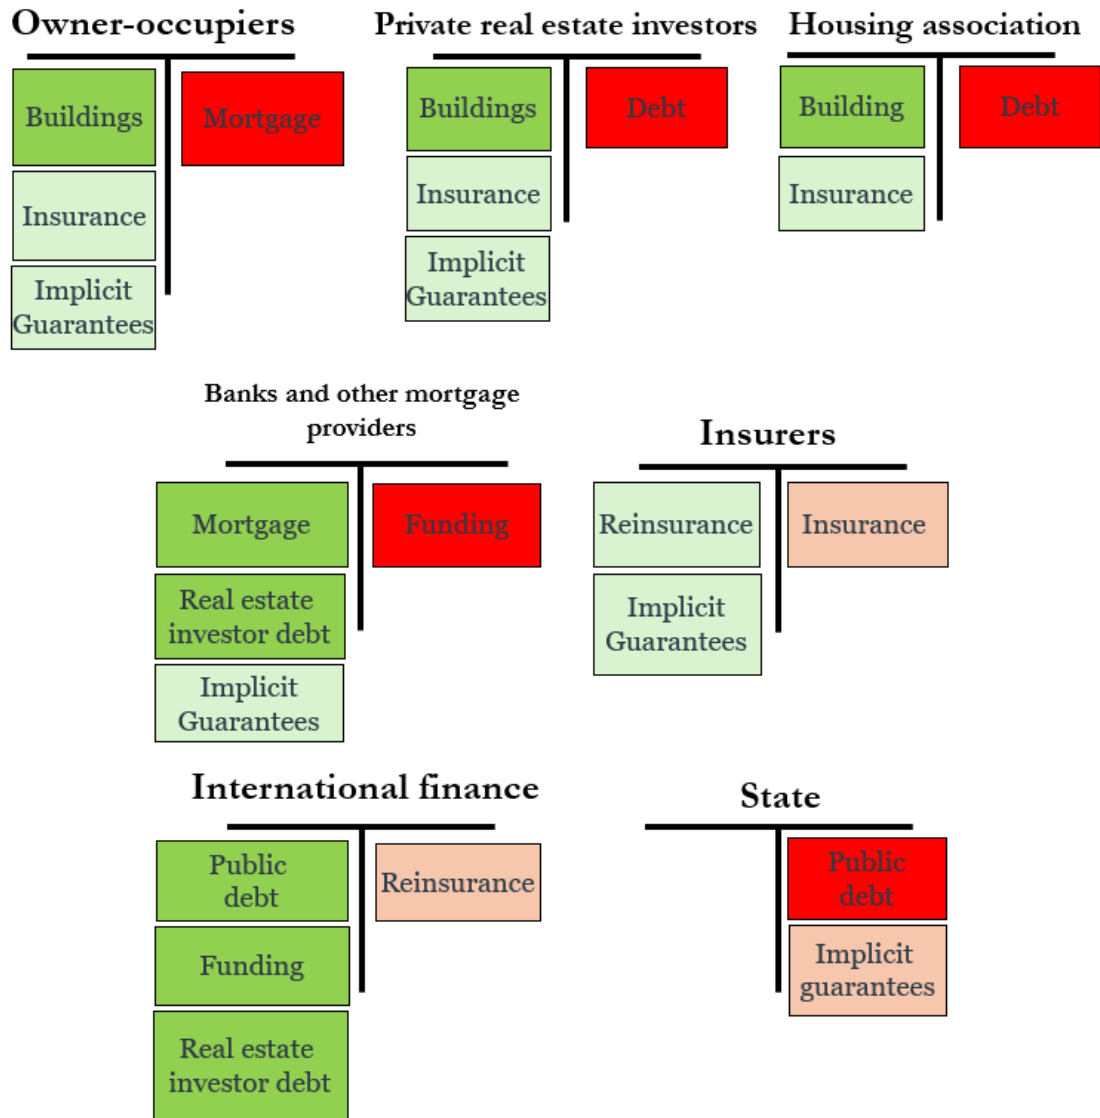 Owner-occupiers
Private real estate investors
Housing association
Buildings
Mortgage
Insurance
Implicit
Guarantees
Buildings
Debt
Insurance
Implicit
Guarantees
Building
Debt
Insurance
Banks and other mortgage
providers
Mortgage
Funding
Real estate
investor debt
Implicit
Guarantees
Insurers
Reinsurance
Insurance
Implicit
Guarantees
International finance
Public
debt
Reinsurance
Funding
Real estate
investor debt
State
Public
debt
Implicit
guarantees